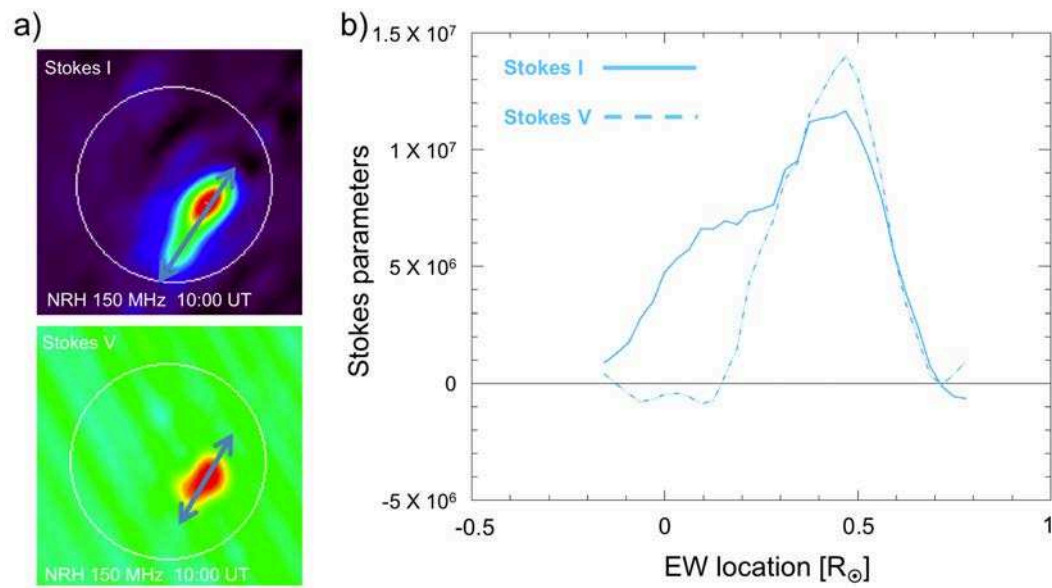 a)
Stokes I
NRH 150 MHz 10:00 UT
Stokes V
NRH 150 MHz 10:00 UT
b)
1.5 X 10⁷
1 X 10⁷
5 X 10⁶
0
-5 X 10⁶
Stokes parameters
Stokes I
Stokes V
-0.5
0
0.5
1
EW location [R☉]